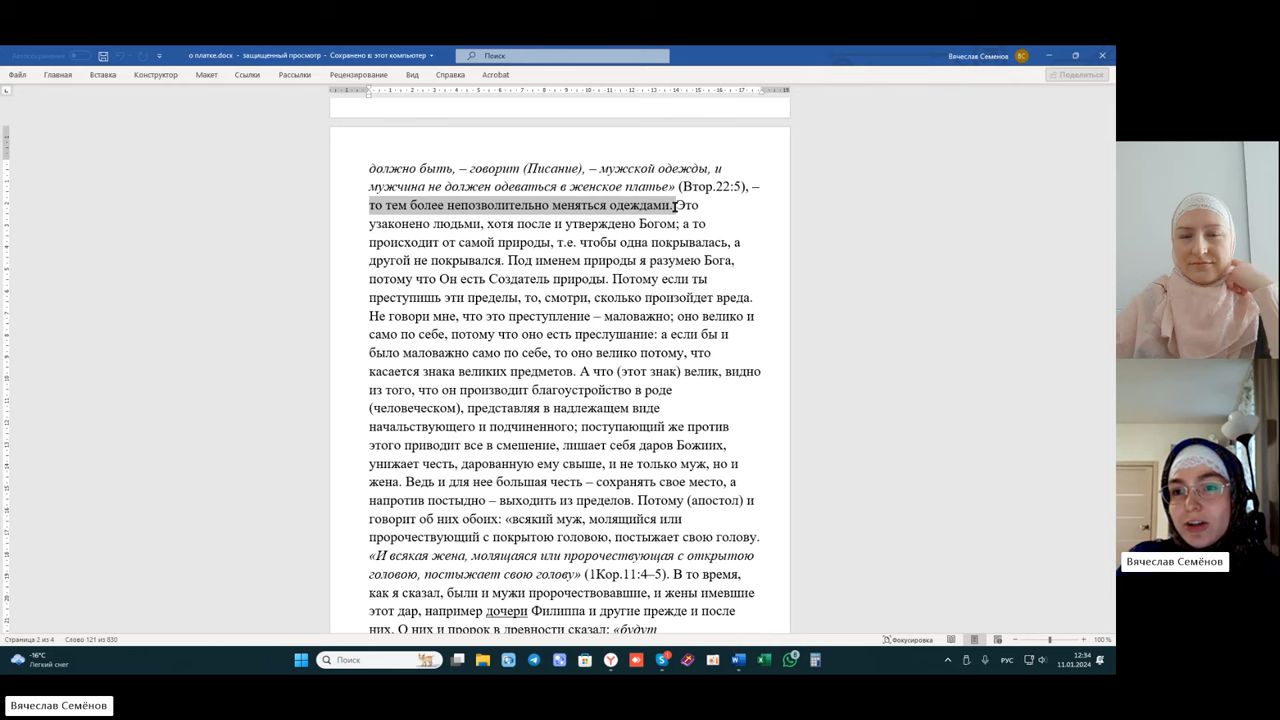 о платке.docx - защищенный просмотр • Сохранено в: этот компьютер
Поиск
Вячеслав Семенов
ВС
Файл Главная Вставка Конструктор Макет Ссылки Рассылки Рецензирование Вид Справка Acrobat
Поделиться
должно быть, – говорит (Писание), – мужской одежды, и
мужчина не должен одеваться в женское платье» (Втор.22:5), –
то тем более непозволительно меняться одеждами. Это
узаконено людьми, хотя после и утверждено Богом; а то
происходит от самой природы, т.е. чтобы одна покрывалась, а
другой не покрывался. Под именем природы я разумею Бога,
потому что Он есть Создатель природы. Потому если ты
преступишь эти пределы, то, смотри, сколько произойдет вреда.
Не говори мне, что это преступление – маловажно; оно велико и
само по себе, потому что оно есть преслушание: а если бы и
было маловажно само по себе, то оно велико потому, что
касается знака великих предметов. А что (этот знак) велик, видно
из того, что он производит благоустройство в роде
(человеческом), представляя в надлежащем виде
начальствующего и подчиненного; поступающий же против
этого приводит все в смешение, лишает себя даров Божиих,
унижает честь, дарованную ему свыше, и не только муж, но и
жена. Ведь и для нее большая честь – сохранять свое место, а
напротив постыдно – выходить из пределов. Потому (апостол) и
говорит об них обоих: «всякий муж, молящийся или
пророчествующий с покрытою головою, постыжает свою голову.
«И всякая жена, молящаяся или пророчествующая с открытою
головою, постыжает свою голову» (1Кор.11:4–5). В то время,
как я сказал, были и мужи пророчествовавшие, и жены имевшие
этот дар, например дочери Филиппа и другие прежде и после
них. О них и пророк в древности сказал: «будут
Вячеслав Семёнов
Страница 2 из 4 Слово 121 из 830
Фокусировка
100 %
-16°C
Легкий снег
Поиск
РУС
12:34
11.01.2024
Вячеслав Семёнов